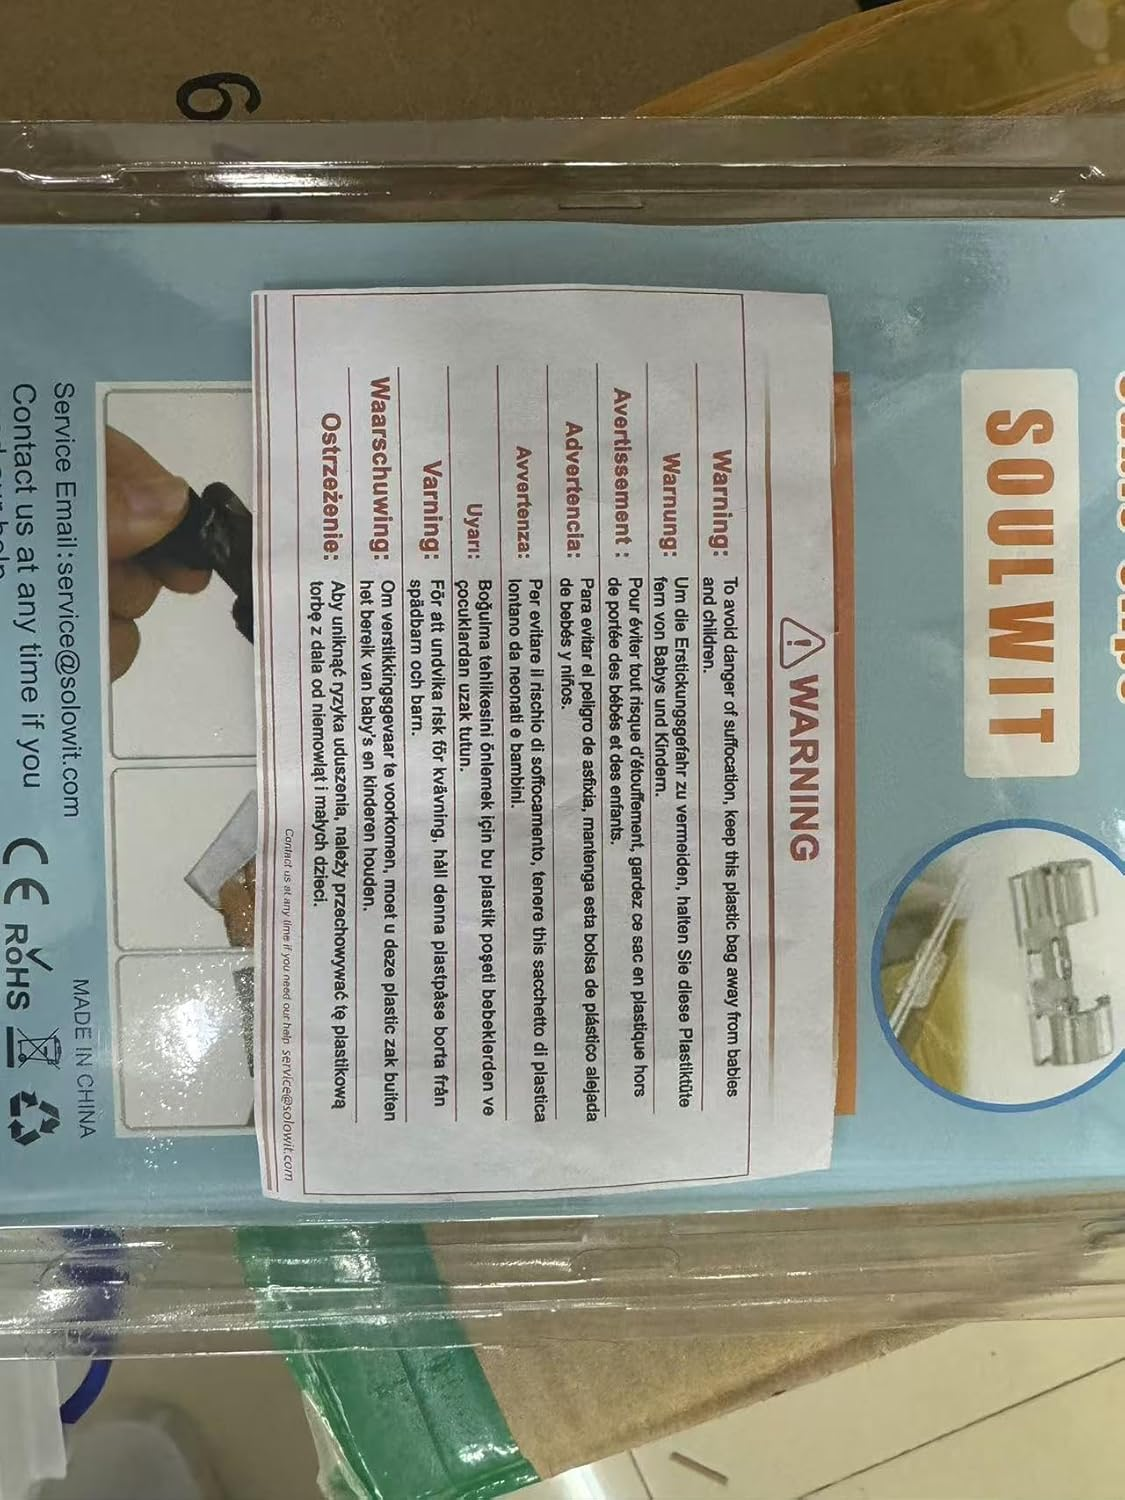 6
SOULWIT
WARNING
Warning: To avoid danger of suffocation, keep this plastic bag away from babies
and children.
Warnung: Um die Erstickungsgefahr zu vermeiden, halten Sie diese Plastiktüte
fern von Babys und Kindern.
Avertissement : Pour éviter tout risque d'étouffement, gardez ce sac en plastique hors
de portée des bébés et des enfants.
Advertencia: Para evitar el peligro de asfixia, mantenga esta bolsa de plástico alejada
de bebés y niños.
Avvertenza: Per evitare il rischio di soffocamento, tenere this sacchetto di plastica
lontano da neonati e bambini.
Uyarı: Boğulma tehlikesini önlemek için bu plastik poşeti bebeklerden ve
çocuklardan uzak tutun.
Varning: För att undvika risk för kvävning, håll denna plastpåse borta från
spädbarn och barn.
Waarschuwing: Om verstikkingsgevaar te voorkomen, moet u deze plastic zak buiten
het bereik van baby's en kinderen houden.
Ostrzeżenie: Aby uniknąć ryzyka uduszenia, należy przechowywać tę plastikową
torbę z dala od niemowląt i małych dzieci.
Contact us at any time if you need our help service@solowit.com
MADE IN CHINA
Service Email:service@solowit.com
Contact us at any time if you
CE RoHS